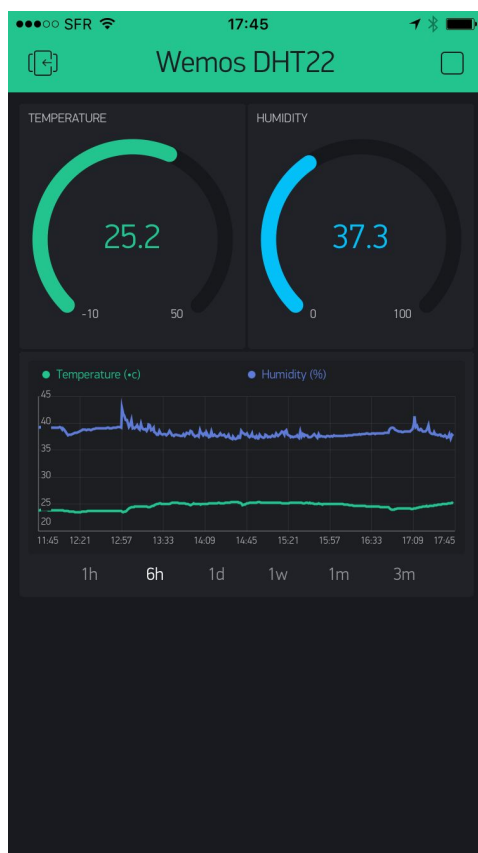 SFR 17:45
Wemos DHT22
TEMPERATURE
25.2
-10 50
HUMIDITY
37.3
0 100
Temperature (•c) Humidity (%)
45
40
35
30
25
20
11:45 12:21 12:57 13:33 14:09 14:45 15:21 15:57 16:33 17:09 17:45
1h 6h 1d 1w 1m 3m